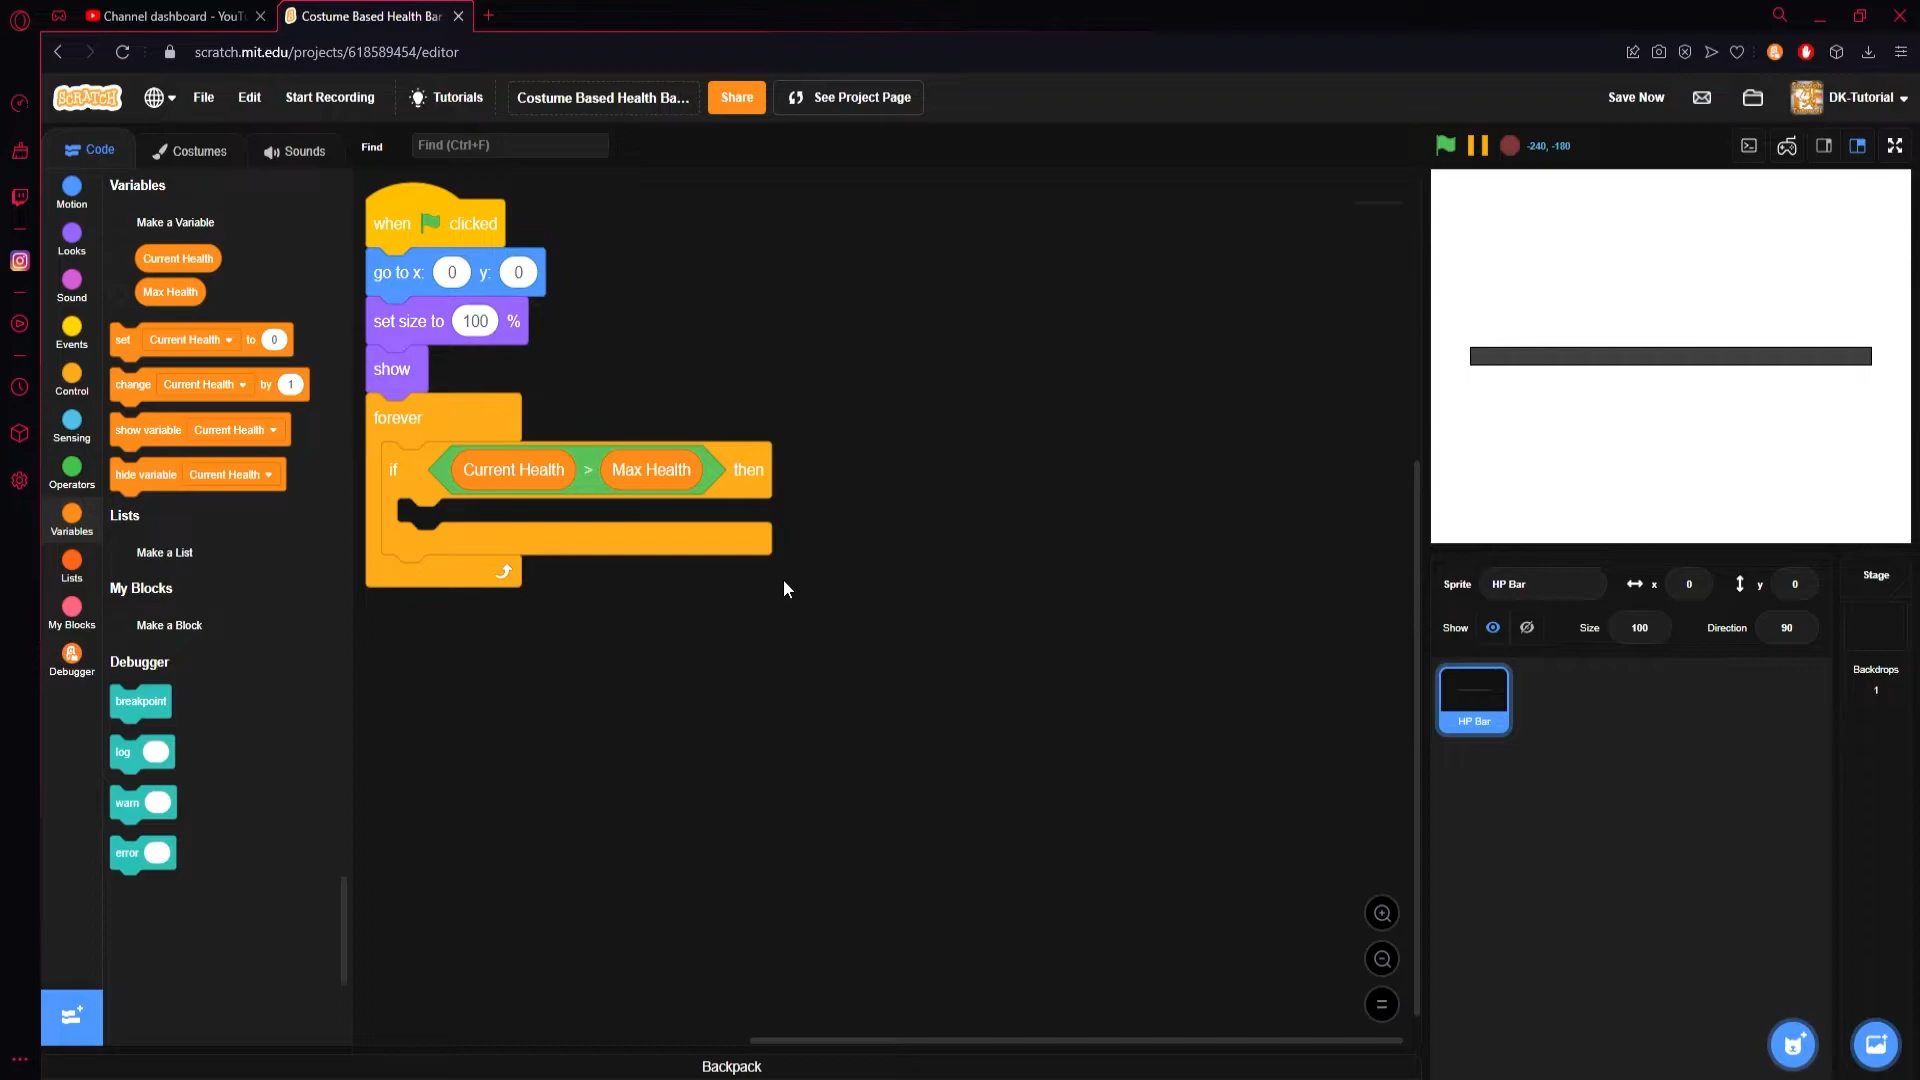 Channel dashboard - YouT
Costume Based Health Bar
scratch.mit.edu/projects/618589454/editor
SCRATCH
File
Edit
Start Recording
Tutorials
Costume Based Health Ba...
Share
See Project Page
Save Now
DK-Tutorial
Code
Costumes
Sounds
Find
Find (Ctrl+F)
-240, -180
Motion
Looks
Sound
Events
Control
Sensing
Operators
Variables
Lists
My Blocks
Debugger
Variables
Make a Variable
Current Health
Max Health
set Current Health to 0
change Current Health by 1
show variable Current Health
hide variable Current Health
Lists
Make a List
My Blocks
Make a Block
Debugger
breakpoint
log
warn
error
when clicked
go to x: 0 y: 0
set size to 100 %
show
forever
if Current Health > Max Health then
Sprite HP Bar x 0 y 0
Show Size 100 Direction 90
HP Bar
Stage
Backdrops
1
Backpack